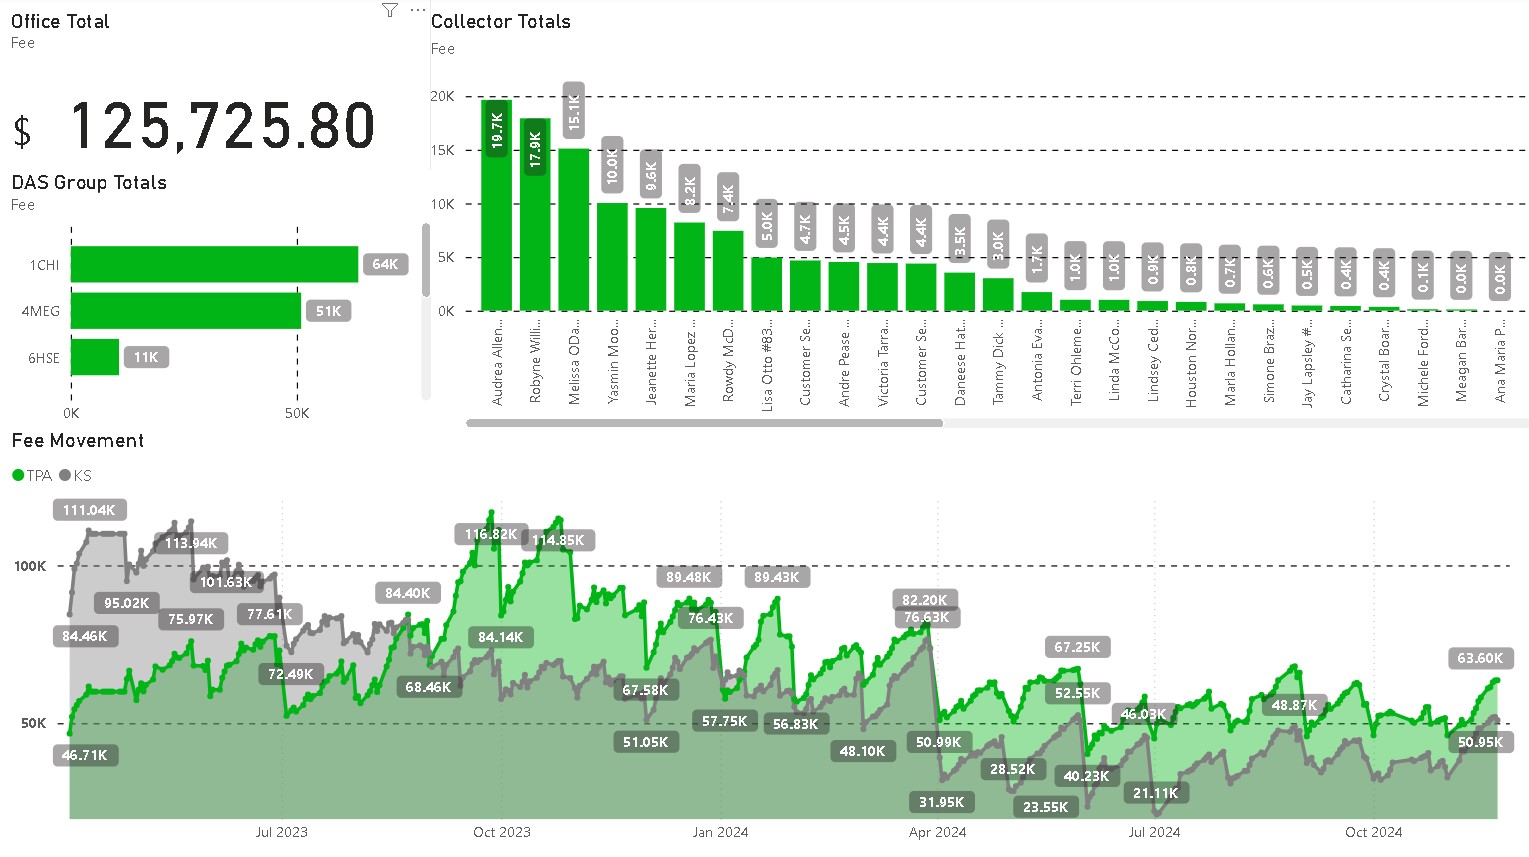 Office Total
Fee
$ 125,725.80
DAS Group Totals
Fee
1CHI 64K
4MEG 51K
6HSE 11K
0K 50K
Collector Totals
Fee
20K
15K
10K
5K
0K
19.7K 17.9K 15.1K 10.0K 9.6K 8.2K 7.4K 5.0K 4.7K 4.5K 4.4K 4.4K 3.5K 3.0K 1.7K 1.0K 1.0K 0.9K 0.8K 0.7K 0.6K 0.5K 0.4K 0.4K 0.1K 0.0K 0.0K
Audrea Allen...
Robyne Willi...
Melissa ODa...
Yasmin Moo...
Jeanette Her...
Maria Lopez ...
Rowdy McD...
Lisa Otto #83...
Customer Se...
Andre Pease ...
Victoria Tarra...
Customer Se...
Daneese Hat...
Tammy Dick ...
Antonia Eva...
Terri Ohleme...
Linda McCo...
Lindsey Ced...
Houston Nor...
Marla Hollan...
Simone Braz...
Jay Lapsley #...
Catharina Se...
Crystal Boar...
Michele Ford...
Meagan Bar...
Ana Maria P...
Fee Movement
TPA KS
100K
50K
111.04K
84.46K
46.71K
95.02K
113.94K
75.97K
101.63K
77.61K
72.49K
84.40K
68.46K
116.82K
84.14K
114.85K
67.58K
51.05K
89.48K
76.43K
57.75K
89.43K
56.83K
48.10K
82.20K
76.63K
50.99K
31.95K
28.52K
23.55K
67.25K
52.55K
40.23K
46.03K
21.11K
48.87K
63.60K
50.95K
Jul 2023 Oct 2023 Jan 2024 Apr 2024 Jul 2024 Oct 2024